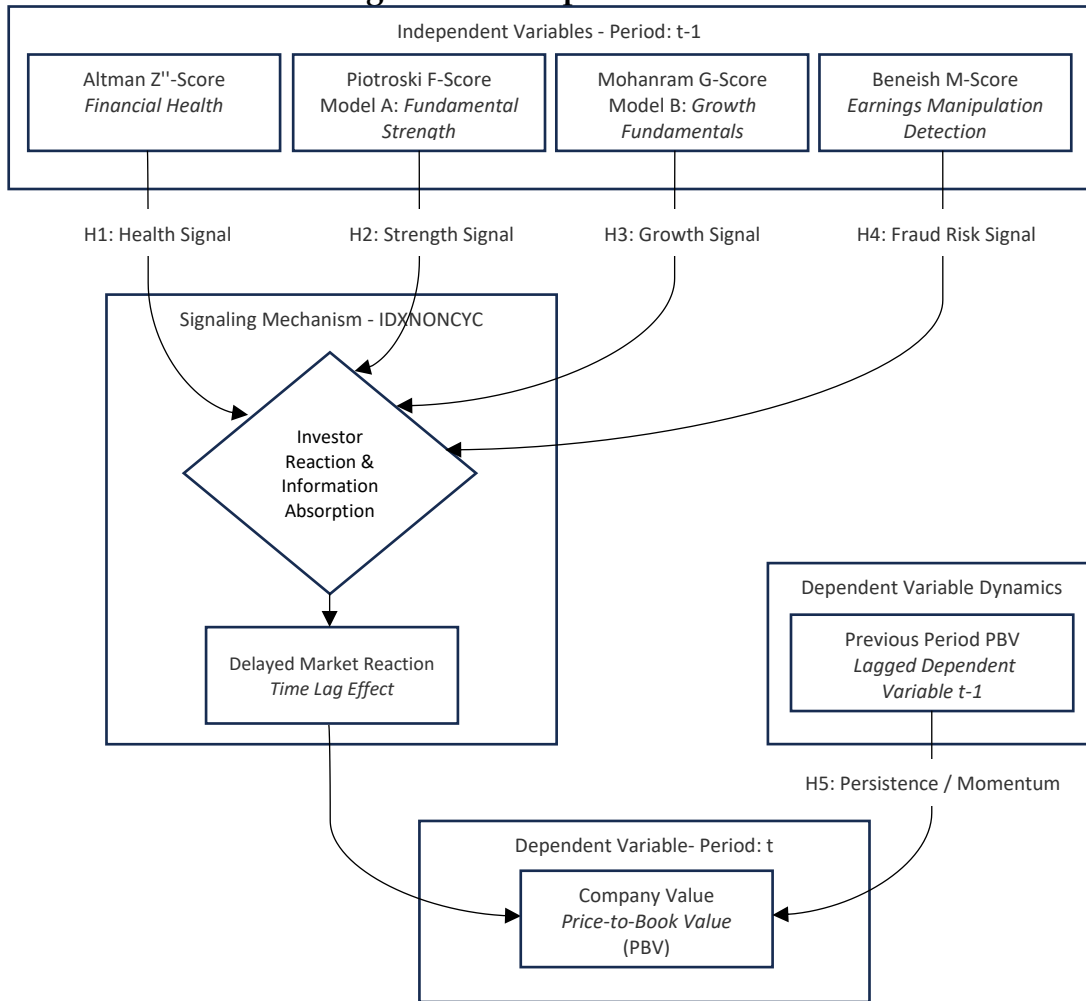 Independent Variables - Period: t-1
Altman Z''-Score
Financial Health
Piotroski F-Score
Model A: Fundamental
Strength
Mohanram G-Score
Model B: Growth
Fundamentals
Beneish M-Score
Earnings Manipulation
Detection
H1: Health Signal
H2: Strength Signal
H3: Growth Signal
H4: Fraud Risk Signal
Signaling Mechanism - IDXNONCYC
Investor
Reaction &
Information
Absorption
Delayed Market Reaction
Time Lag Effect
Dependent Variable Dynamics
Previous Period PBV
Lagged Dependent
Variable t-1
H5: Persistence / Momentum
Dependent Variable- Period: t
Company Value
Price-to-Book Value
(PBV)